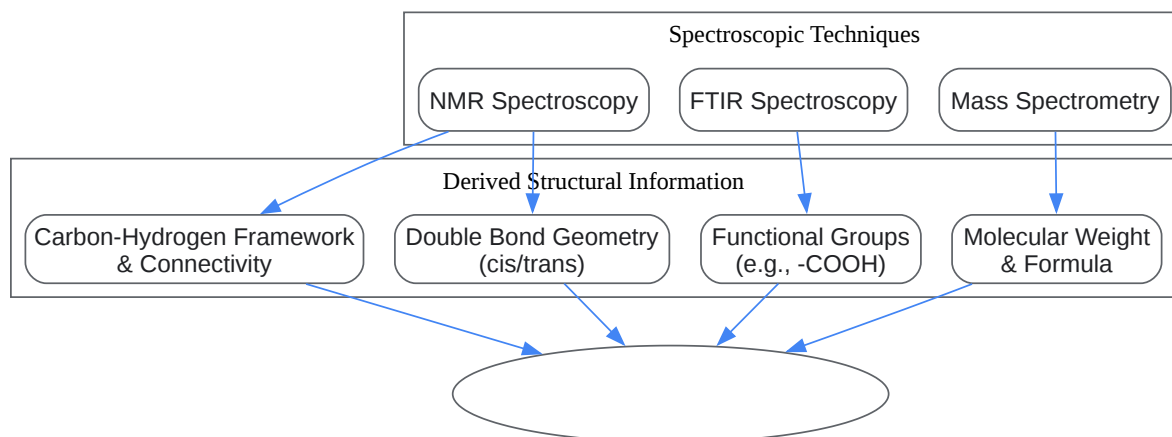 Spectroscopic Techniques
NMR Spectroscopy
FTIR Spectroscopy
Mass Spectrometry
Derived Structural Information
Carbon-Hydrogen Framework
& Connectivity
Double Bond Geometry
(cis/trans)
Functional Groups
(e.g., -COOH)
Molecular Weight
& Formula